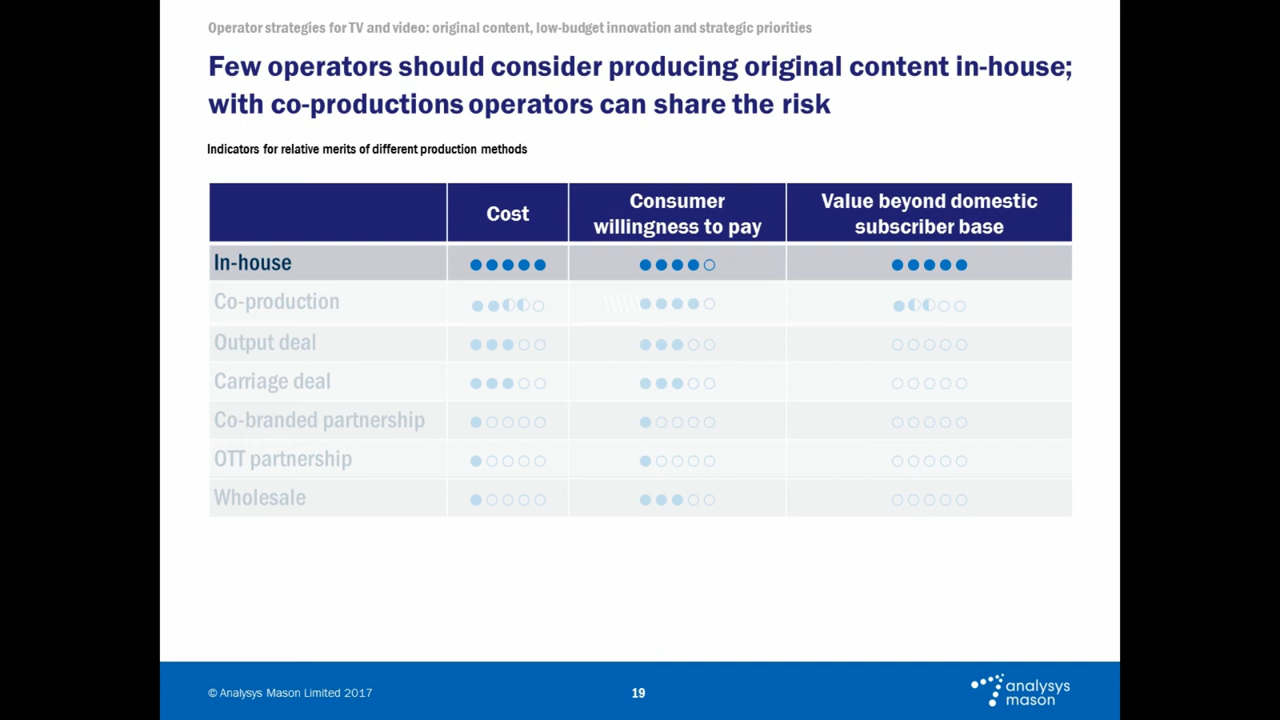 Operator strategies for TV and video: original content, low-budget innovation and strategic priorities
Few operators should consider producing original content in-house;
with co-productions operators can share the risk
Indicators for relative merits of different production methods
Cost
Consumer
willingness to pay
Value beyond domestic
subscriber base
In-house
Co-production
Output deal
Carriage deal
Co-branded partnership
OTT partnership
Wholesale
© Analysys Mason Limited 2017
19
analysys
mason